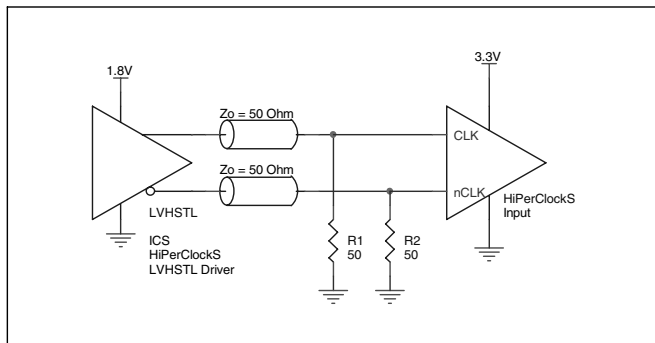 1.8V
3.3V
Zo = 50 Ohm
CLK
Zo = 50 Ohm
nCLK
HiPerClockS
Input
LVHSTL
ICS
HiPerClockS
LVHSTL Driver
R1
50
R2
50